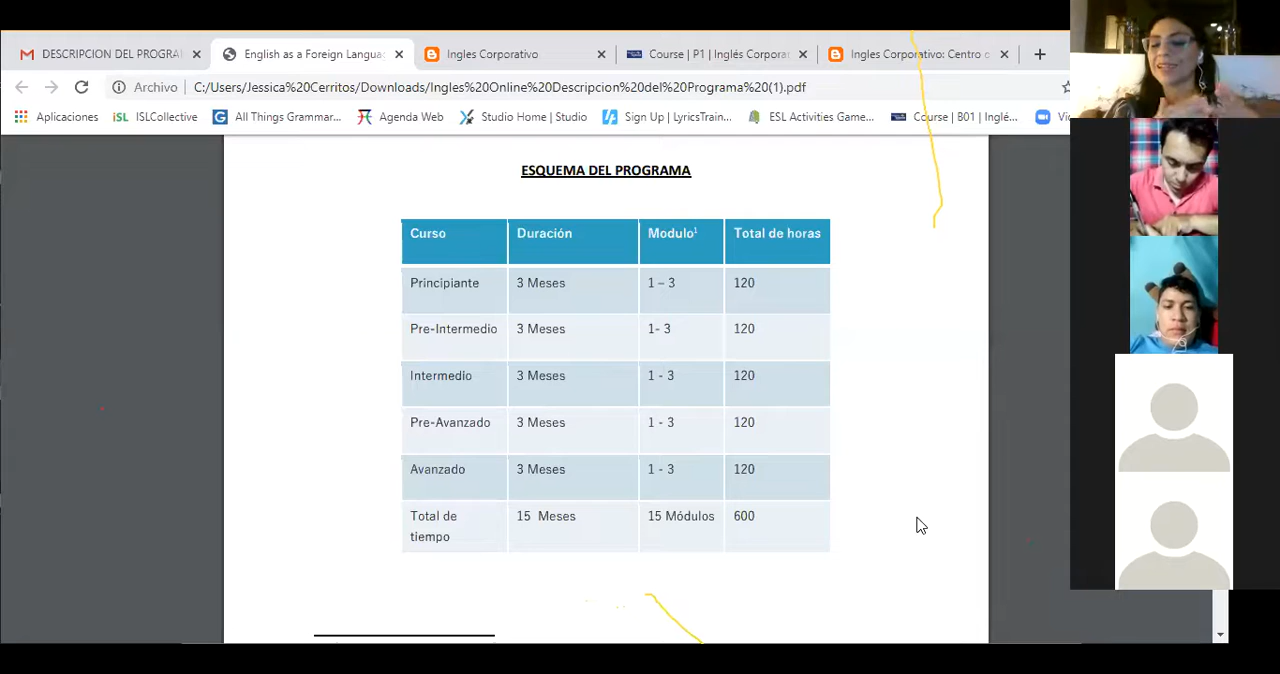 DESCRIPCION DEL PROGRA
English as a Foreign Langua
Ingles Corporativo
Course | P1 | Inglés Corpora
Ingles Corporativo: Centro
Archivo
C:/Users/Jessica%20Cerritos/Downloads/Ingles%20Online%20Descripcion%20del%20Programa%20(1).pdf
Aplicaciones
iSL ISLCollective
G All Things Grammar...
Agenda Web
Studio Home | Studio
Sign Up | LyricsTrain...
ESL Activities Game...
Course | B01 | Inglé...
ESQUEMA DEL PROGRAMA
Curso Duración Modulo¹ Total de horas
Principiante 3 Meses 1 – 3 120
Pre-Intermedio 3 Meses 1- 3 120
Intermedio 3 Meses 1 - 3 120
Pre-Avanzado 3 Meses 1 - 3 120
Avanzado 3 Meses 1 - 3 120
Total de 15 Meses 15 Módulos 600
tiempo